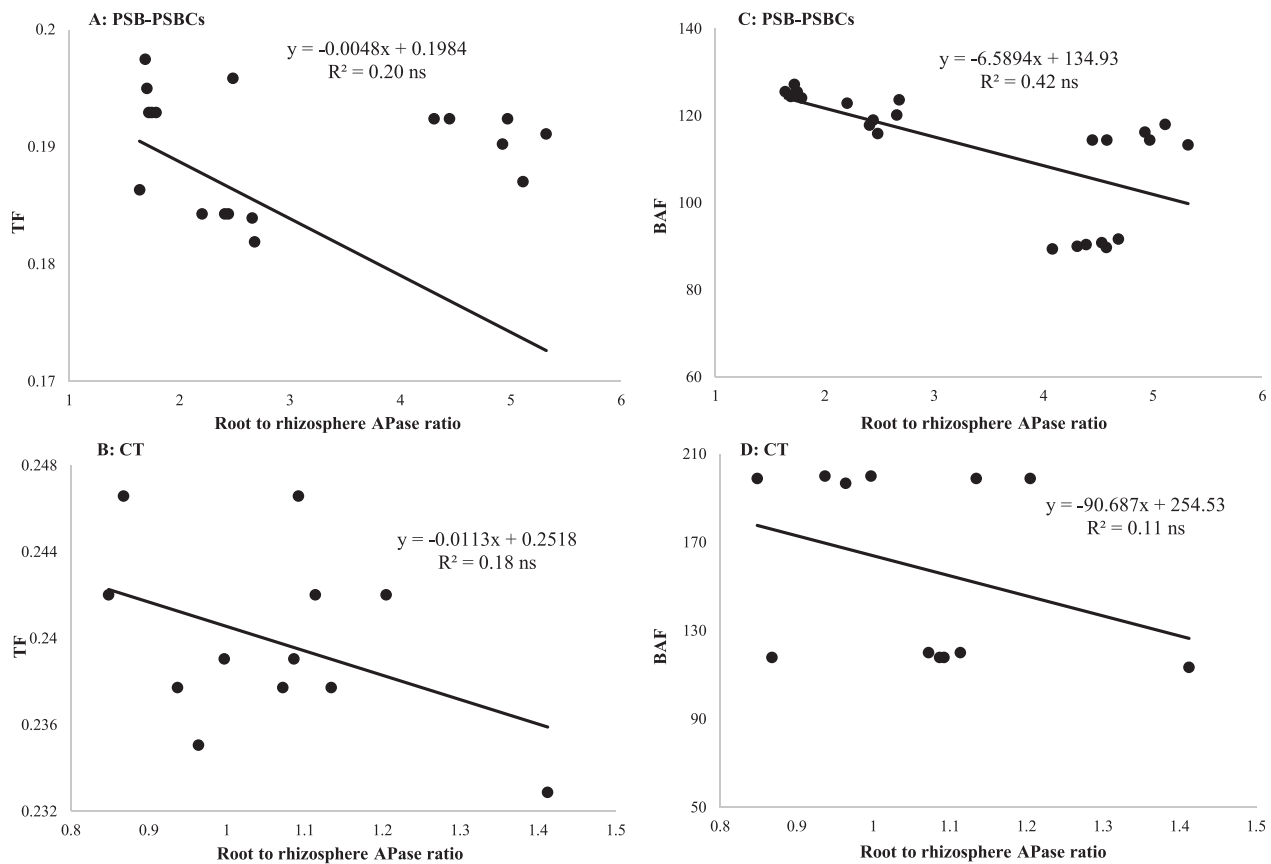 A: PSB-PSBCs
y = -0.0048x + 0.1984
R² = 0.20 ns
0.2
0.19
0.18
0.17
TF
1 2 3 4 5 6
Root to rhizosphere APase ratio
C: PSB-PSBCs
y = -6.5894x + 134.93
R² = 0.42 ns
140
120
100
80
60
BAF
1 2 3 4 5 6
Root to rhizosphere APase ratio
B: CT
y = -0.0113x + 0.2518
R² = 0.18 ns
0.248
0.244
0.24
0.236
0.232
TF
0.8 0.9 1 1.1 1.2 1.3 1.4 1.5
Root to rhizosphere APase ratio
D: CT
y = -90.687x + 254.53
R² = 0.11 ns
210
170
130
90
50
BAF
0.8 0.9 1 1.1 1.2 1.3 1.4 1.5
Root to rhizosphere APase ratio